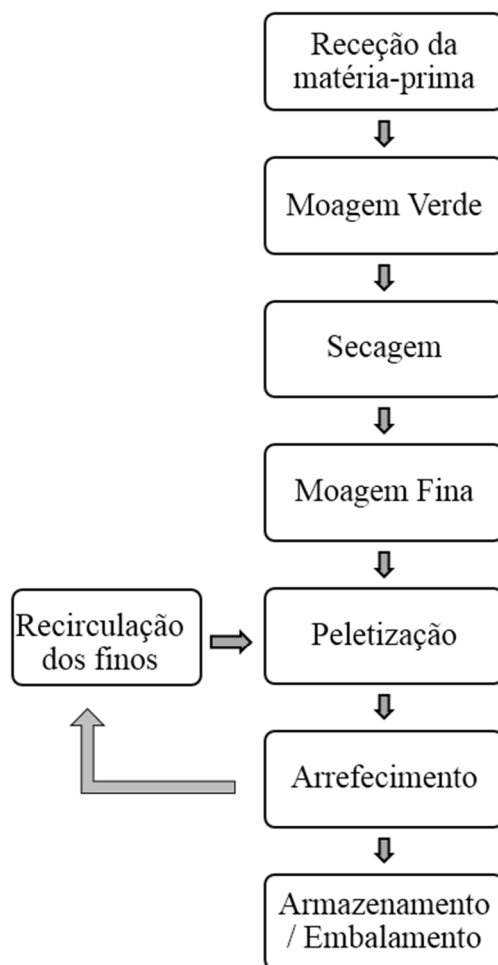 Receção da
matéria-prima
Moagem Verde
Secagem
Moagem Fina
Recirculação
dos finos
Peletização
Arrefecimento
Armazenamento
/ Embalamento